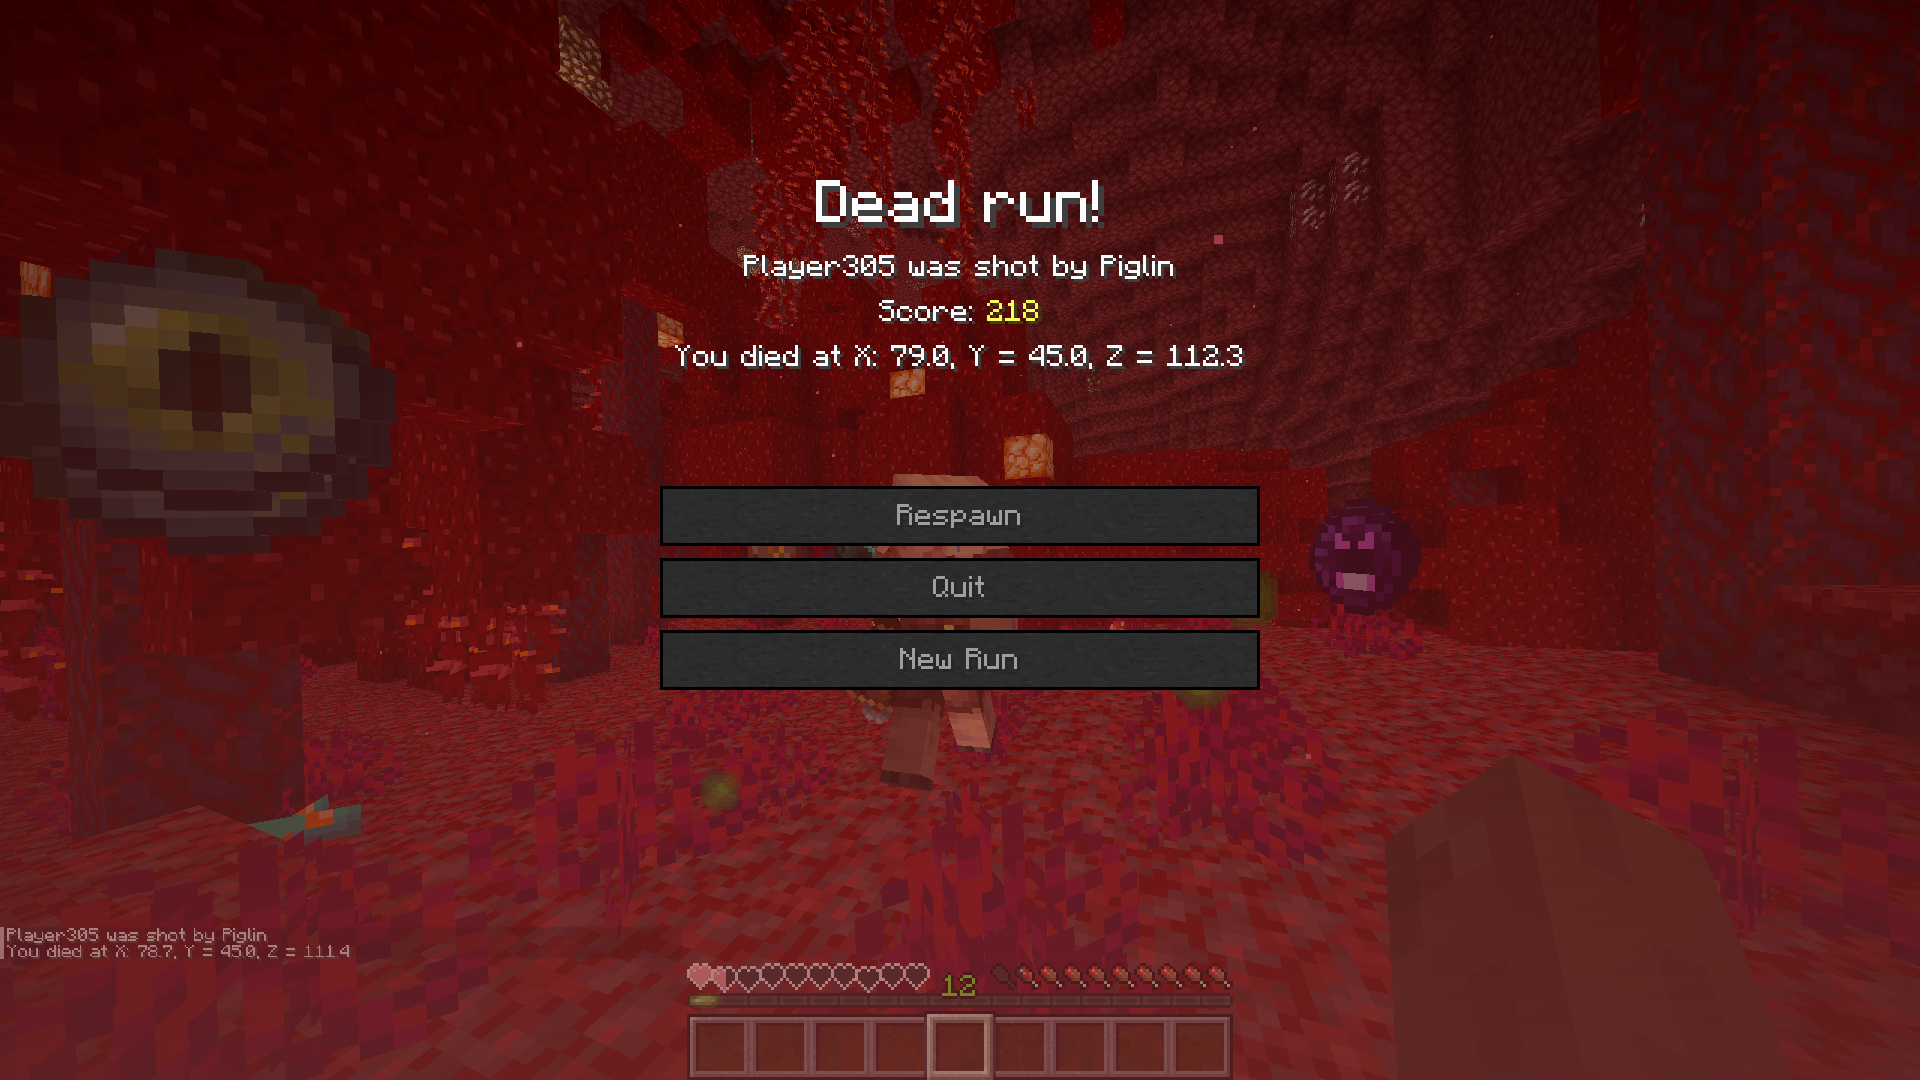 Dead run!
Player305 was shot by Piglin
Score: 218
You died at X: 79.0, Y = 45.0, Z = 112.3
Respawn
Quit
New Run
Player305 was shot by Piglin
You died at X: 78.7, Y = 45.0, Z = 111.4
12